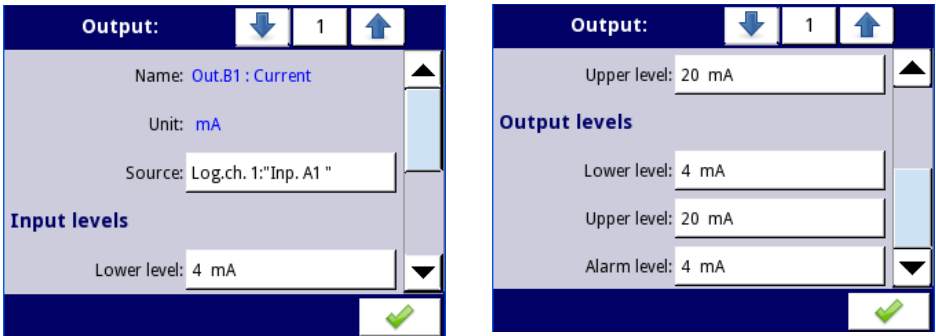 Output: 1
Name: Out.B1 : Current
Unit: mA
Source: Log.ch. 1:"Inp. A1 "
Input levels
Lower level: 4 mA
Output: 1
Upper level: 20 mA
Output levels
Lower level: 4 mA
Upper level: 20 mA
Alarm level: 4 mA